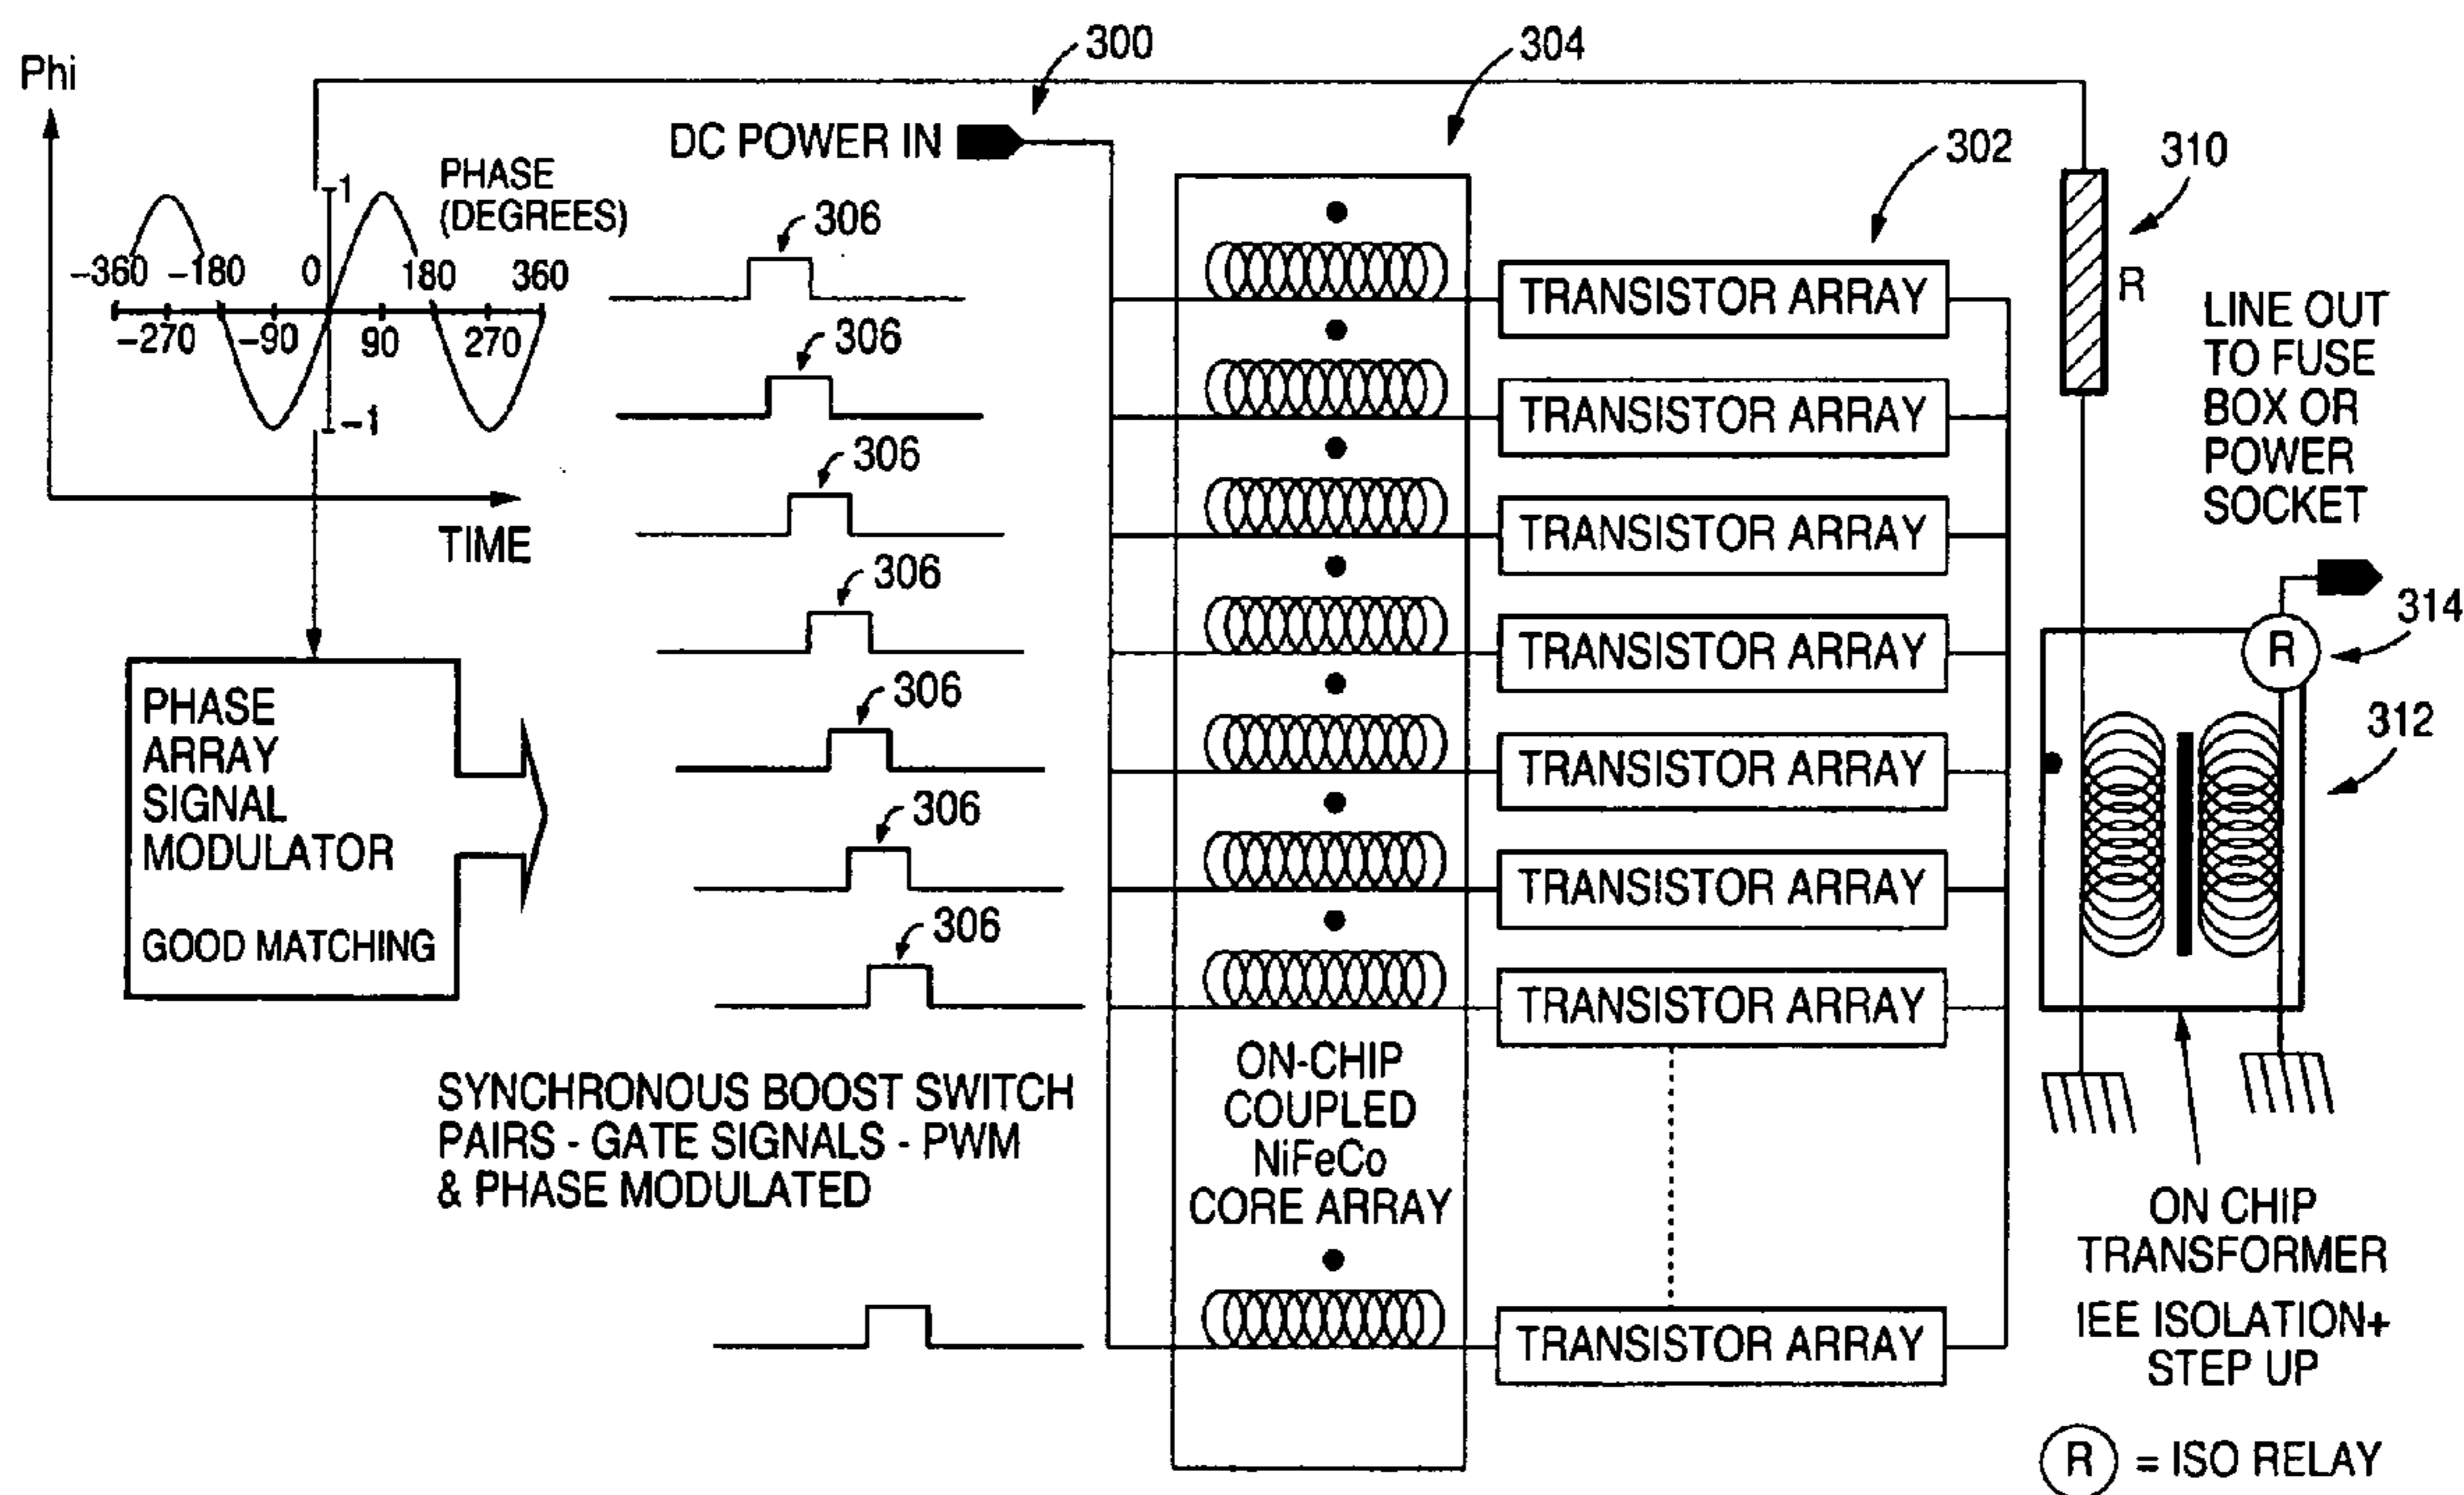 300
304
Phi
DC POWER IN
302
310
PHASE
(DEGREES)
1
306
-360 -180 0 180 360
-270 -90 90 270
-1
R
TRANSISTOR ARRAY
LINE OUT
TO FUSE
BOX OR
POWER
SOCKET
306
TRANSISTOR ARRAY
306
TRANSISTOR ARRAY
TIME
306
TRANSISTOR ARRAY
314
R
306
TRANSISTOR ARRAY
312
PHASE
ARRAY
SIGNAL
MODULATOR
GOOD MATCHING
306
TRANSISTOR ARRAY
306
TRANSISTOR ARRAY
SYNCHRONOUS BOOST SWITCH
PAIRS - GATE SIGNALS - PWM
& PHASE MODULATED
ON-CHIP
COUPLED
NiFeCo
CORE ARRAY
TRANSISTOR ARRAY
ON CHIP
TRANSFORMER
IEE ISOLATION+
STEP UP
R = ISO RELAY